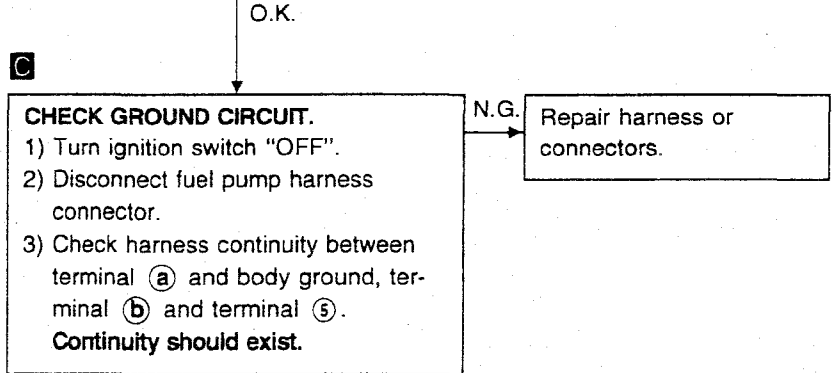 O.K.
C
CHECK GROUND CIRCUIT.
1) Turn ignition switch "OFF".
2) Disconnect fuel pump harness
connector.
3) Check harness continuity between
terminal ⓐ and body ground, ter-
minal ⓑ and terminal ⑤.
Continuity should exist.
N.G.
Repair harness or
connectors.